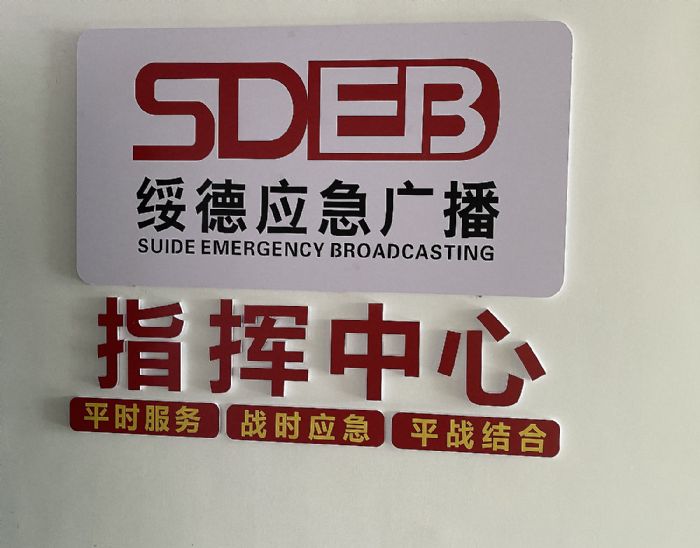 SDEB
绥德应急广播
SUIDE EMERGENCY BROADCASTING
指挥中心
平时服务 战时应急 平战结合